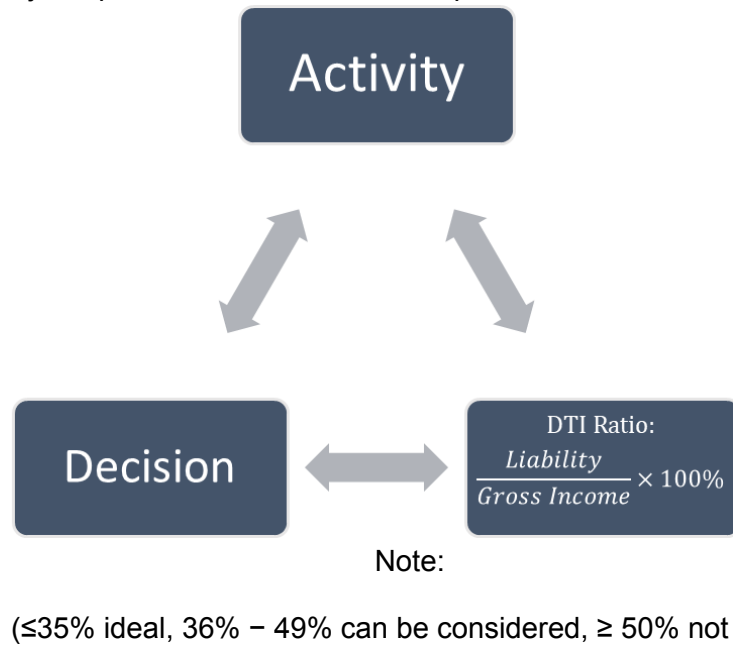 Activity
Decision
DTI Ratio:
Liability
Gross Income × 100%
Note:
(≤35% ideal, 36% − 49% can be considered, ≥ 50% not